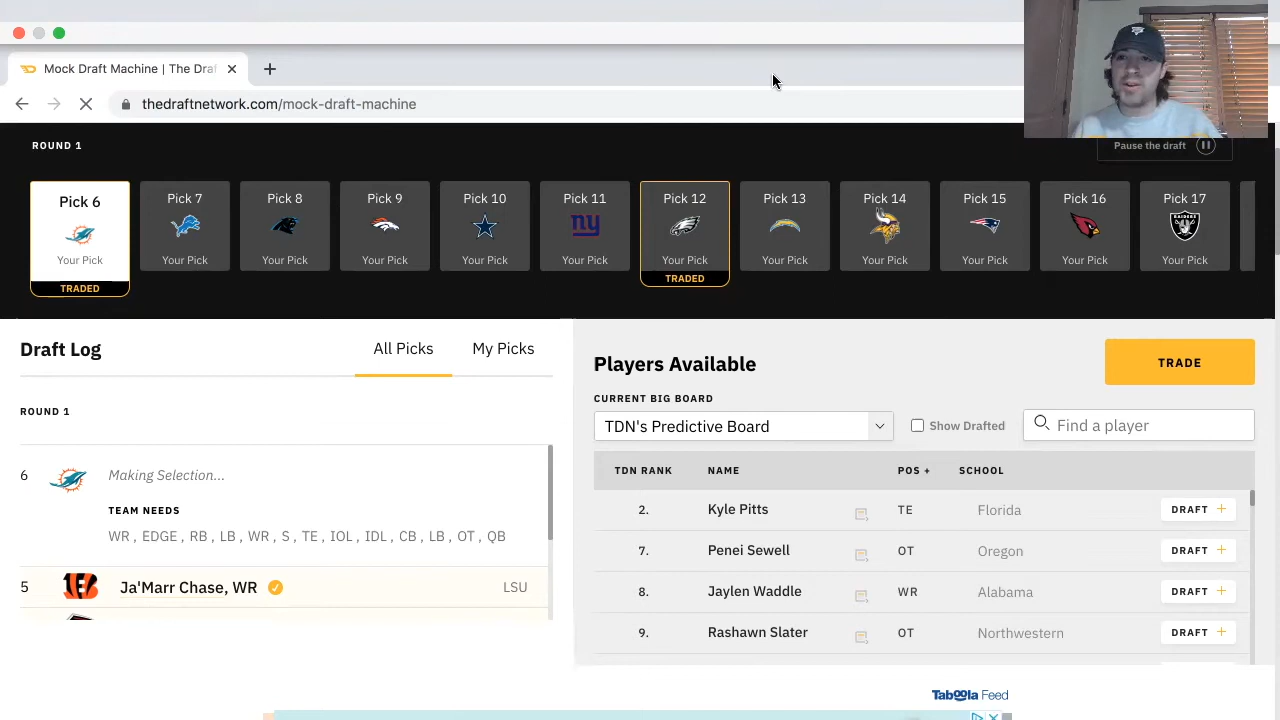 Mock Draft Machine | The Draf
thedraftnetwork.com/mock-draft-machine
ROUND 1
Pause the draft
Pick 6
Your Pick
TRADED
Pick 7
Your Pick
Pick 8
Your Pick
Pick 9
Your Pick
Pick 10
Your Pick
Pick 11
ny
Your Pick
Pick 12
Your Pick
TRADED
Pick 13
Your Pick
Pick 14
Your Pick
Pick 15
Your Pick
Pick 16
Your Pick
Pick 17
RAIDERS
Your Pick
Draft Log
All Picks
My Picks
ROUND 1
6 Making Selection...
TEAM NEEDS
WR , EDGE , RB , LB , WR , S , TE , IOL , IDL , CB , LB , OT , QB
5 Ja'Marr Chase, WR LSU
Players Available
TRADE
CURRENT BIG BOARD
TDN's Predictive Board
Show Drafted
Find a player
TDN RANK NAME POS + SCHOOL
2. Kyle Pitts TE Florida DRAFT +
7. Penei Sewell OT Oregon DRAFT +
8. Jaylen Waddle WR Alabama DRAFT +
9. Rashawn Slater OT Northwestern DRAFT +
Taboola Feed